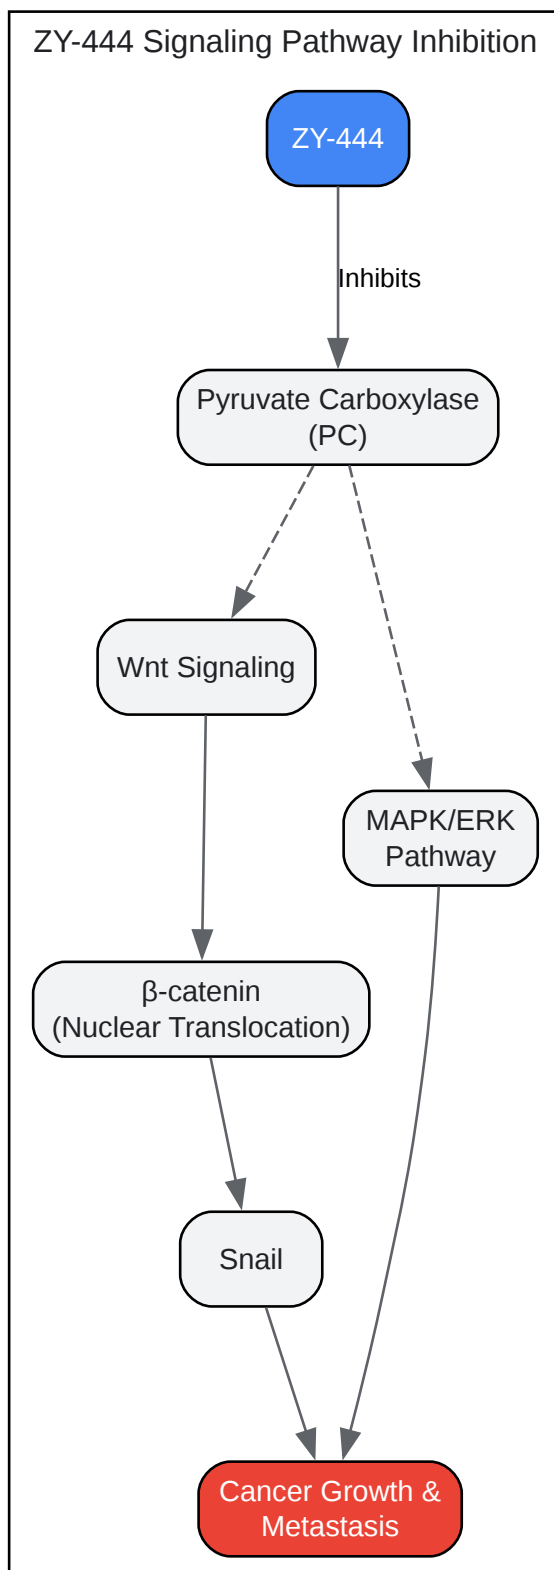 ZY-444 Signaling Pathway Inhibition
ZY-444
Inhibits
Pyruvate Carboxylase
(PC)
Wnt Signaling
MAPK/ERK
Pathway
β-catenin
(Nuclear Translocation)
Snail
Cancer Growth &
Metastasis